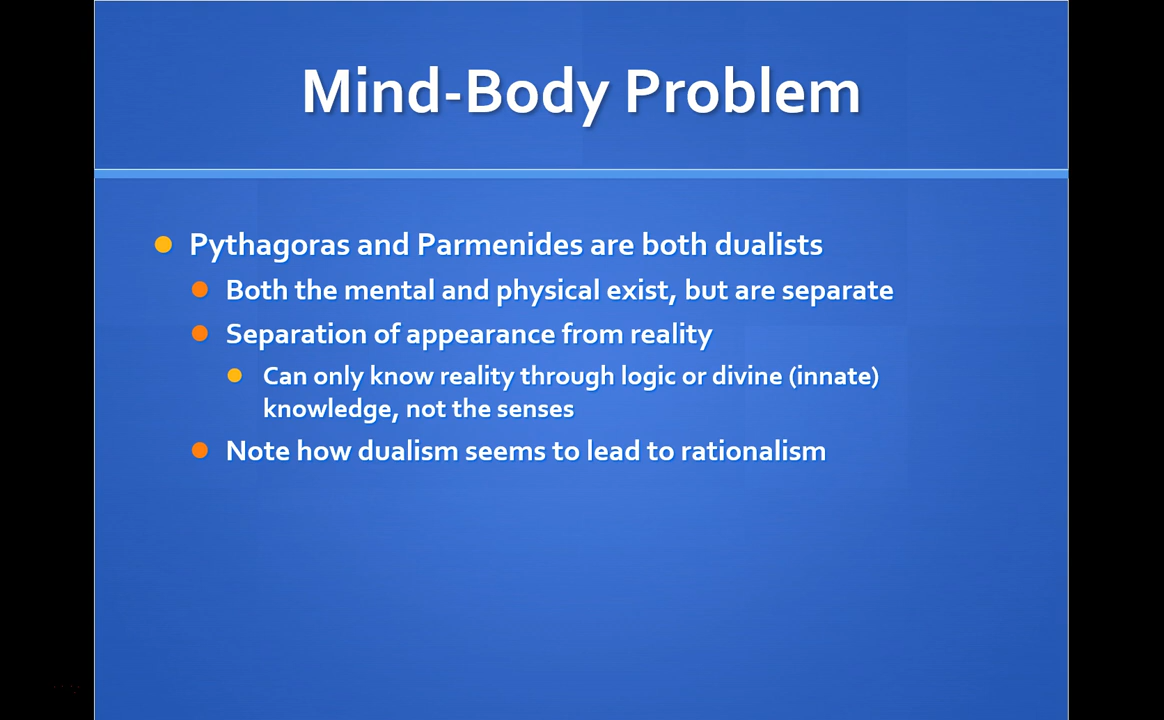 Mind-Body Problem
Pythagoras and Parmenides are both dualists
Both the mental and physical exist, but are separate
Separation of appearance from reality
Can only know reality through logic or divine (innate)
knowledge, not the senses
Note how dualism seems to lead to rationalism